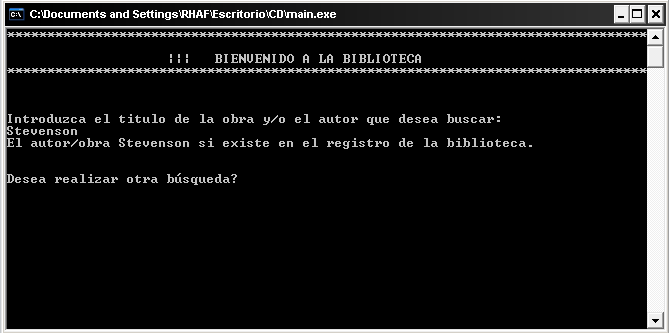 C:\Documents and Settings\RHAF\Escritorio\CD\main.exe
*******************************************************************************
¦¦¦ BIENVENIDO A LA BIBLIOTECA
*******************************************************************************
Introduzca el titulo de la obra y/o el autor que desea buscar:
Stevenson
El autor/obra Stevenson si existe en el registro de la biblioteca.
Desea realizar otra búsqueda?